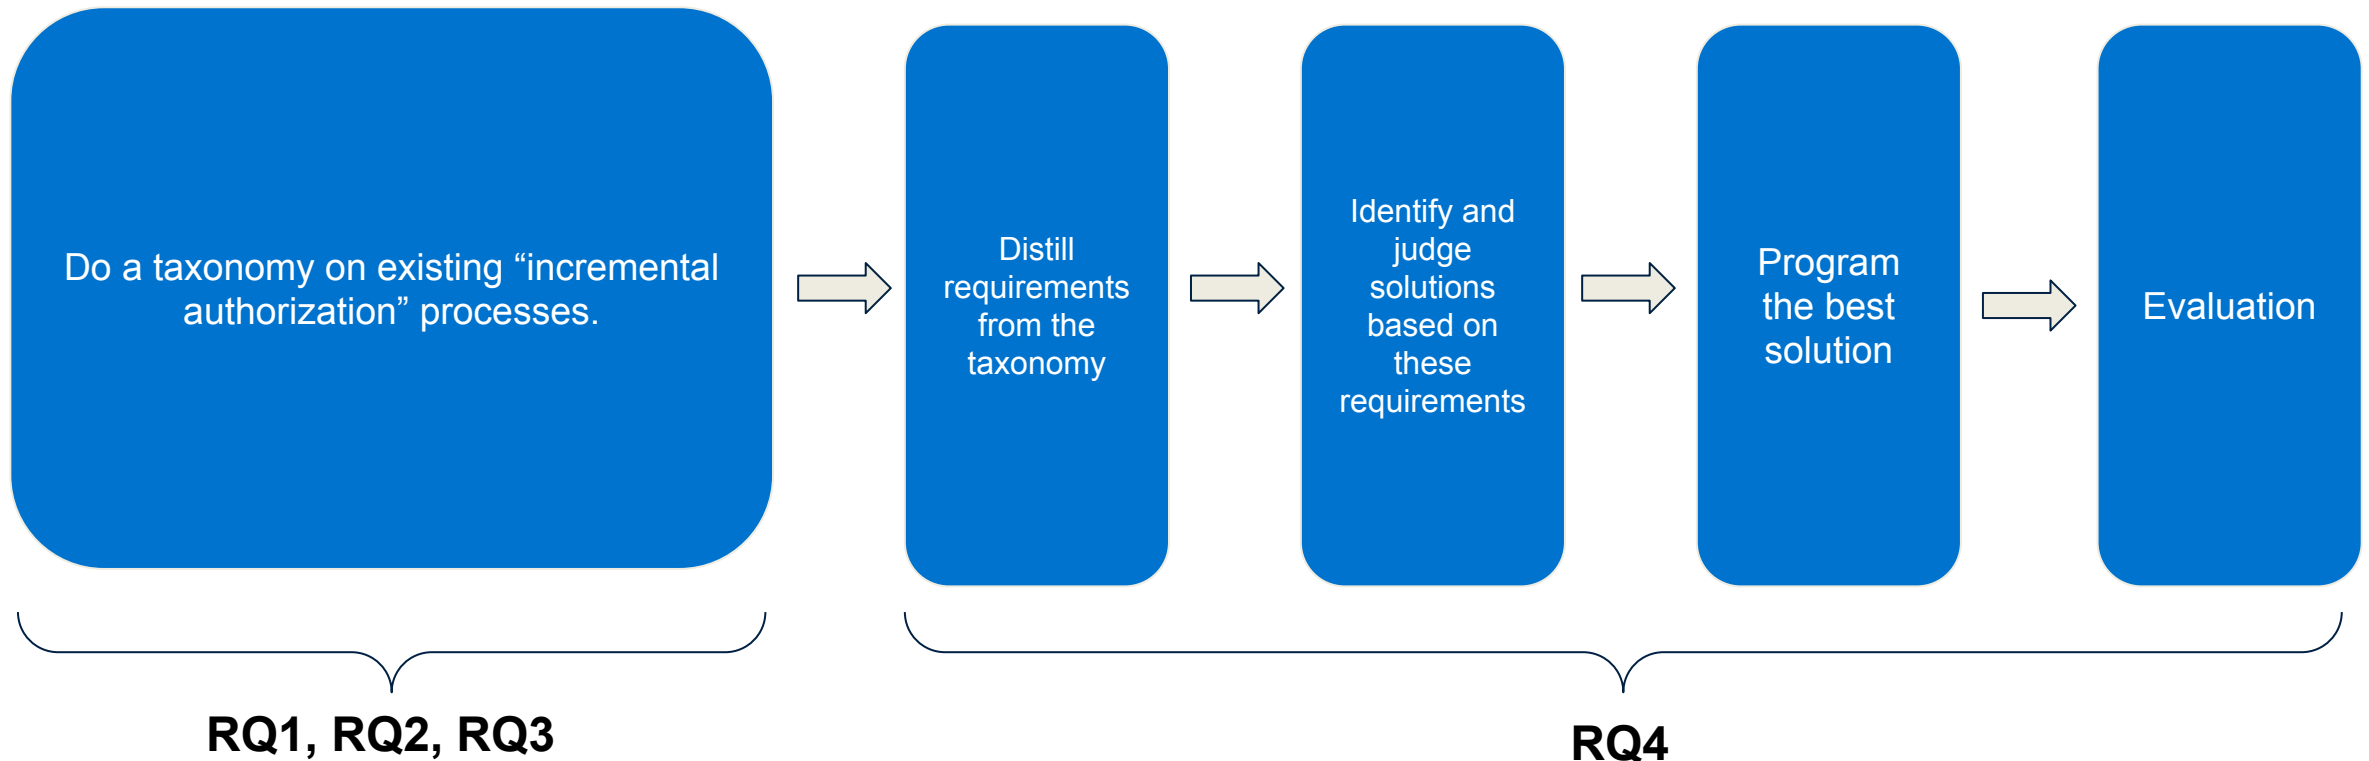 Do a taxonomy on existing “incremental
authorization” processes.
Distill
requirements
from the
taxonomy
Identify and
judge
solutions
based on
these
requirements
Program
the best
solution
Evaluation
RQ1, RQ2, RQ3
RQ4